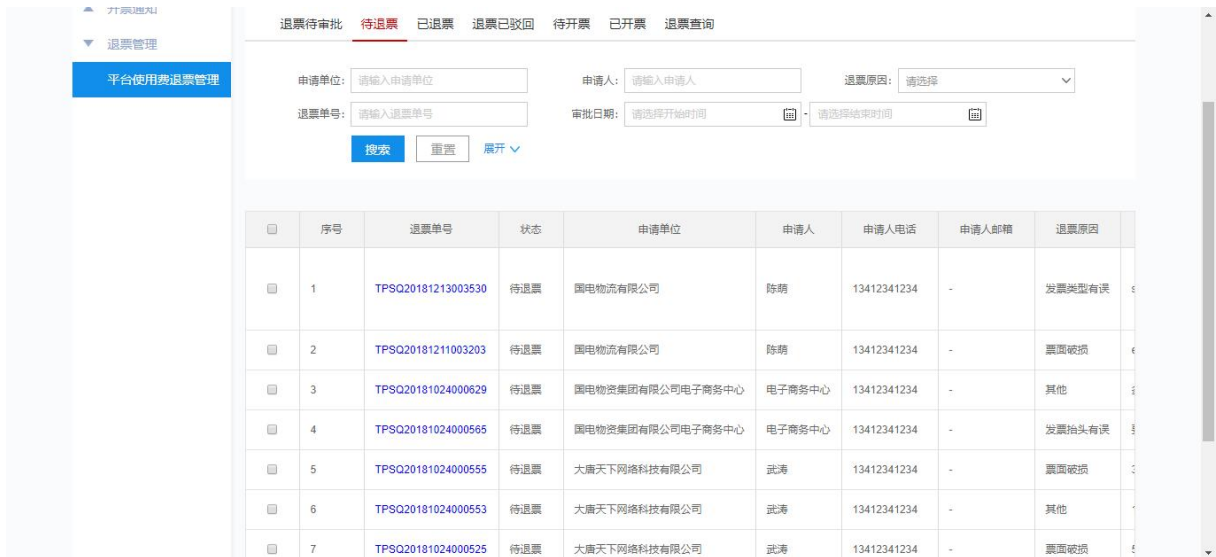 开票通知
退票管理
平台使用费退票管理
退票待审批 待退票 已退票 退票已驳回 待开票 已开票 退票查询
申请单位: 请输入申请单位 申请人: 请输入申请人 退票原因: 请选择
退票单号: 请输入退票单号 审批日期: 请选择开始时间 - 请选择结束时间
搜索 重置 展开
序号 退票单号 状态 申请单位 申请人 申请人电话 申请人邮箱 退票原因
1 TPSQ20181213003530 待退票 国电物流有限公司 陈萌 13412341234 - 发票类型有误
2 TPSQ20181211003203 待退票 国电物流有限公司 陈萌 13412341234 - 票面破损
3 TPSQ20181024000629 待退票 国电物资集团有限公司电子商务中心 电子商务中心 13412341234 - 其他
4 TPSQ20181024000565 待退票 国电物资集团有限公司电子商务中心 电子商务中心 13412341234 - 发票抬头有误
5 TPSQ20181024000555 待退票 大唐天下网络科技有限公司 武涛 13412341234 - 票面破损
6 TPSQ20181024000553 待退票 大唐天下网络科技有限公司 武涛 13412341234 - 其他
7 TPSQ20181024000525 待退票 大唐天下网络科技有限公司 武涛 13412341234 - 票面破损